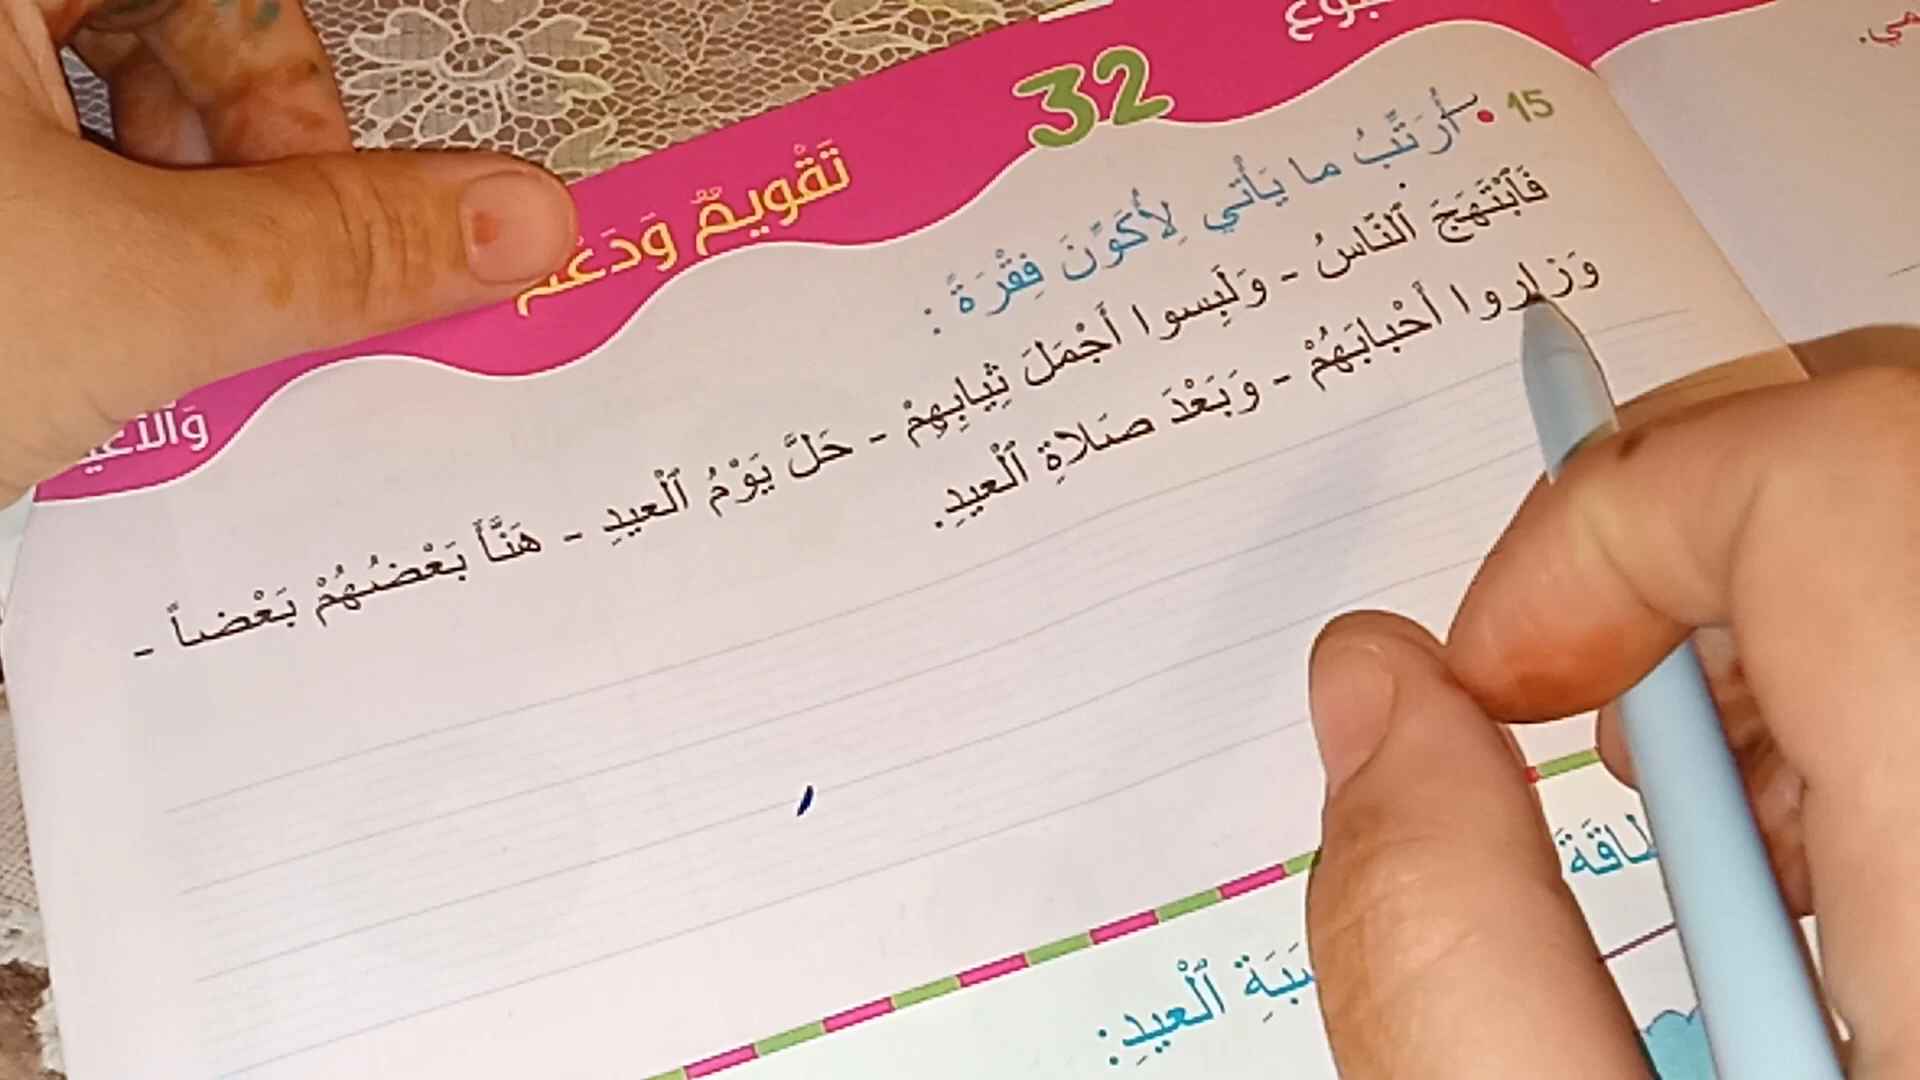 32
تَقْويمٌ وَدَعْمٌ
15 • أُرَتِّبُ ما يَأْتي لِأُكَوِّنَ فِقْرَةً :
فَٱبْتَهَجَ ٱلنّاسُ - وَلَبِسوا أَجْمَلَ ثِيابِهِمْ - حَلَّ يَوْمُ ٱلْعيدِ - هَنَّأَ بَعْضُهُمْ بَعْضاً -
وَزاروا أَحْبابَهُمْ - وَبَعْدَ صَلاةِ ٱلْعيدِ.
ٱلْعيدِ: